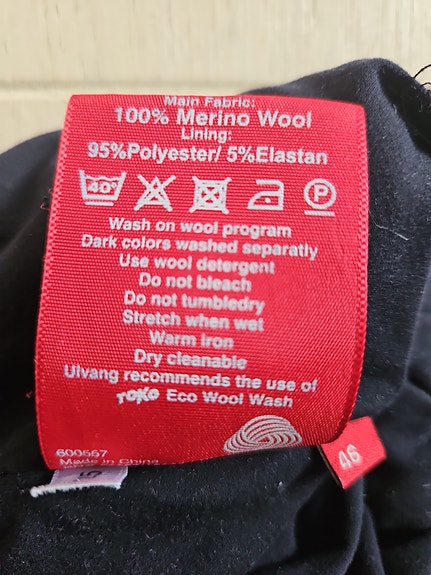 Main Fabric:
100% Merino Wool
Lining:
95%Polyester/ 5%Elastan
40°
P
Wash on wool program
Dark colors washed separatly
Use wool detergent
Do not bleach
Do not tumbledry
Stretch when wet
Warm iron
Dry cleanable
Ulvang recommends the use of
TOKO Eco Wool Wash
600667
Made in China
46